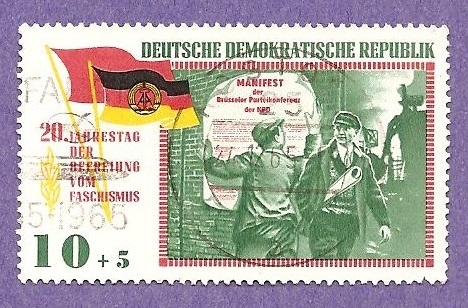 DEUTSCHE DEMOKRATISCHE REPUBLIK
MANIFEST
der
Brüsseler Parteikonferenz
der KPD
20. JAHRESTAG
DER
BEFREIUNG
VOM
FASCHISMUS
10 + 5
1965